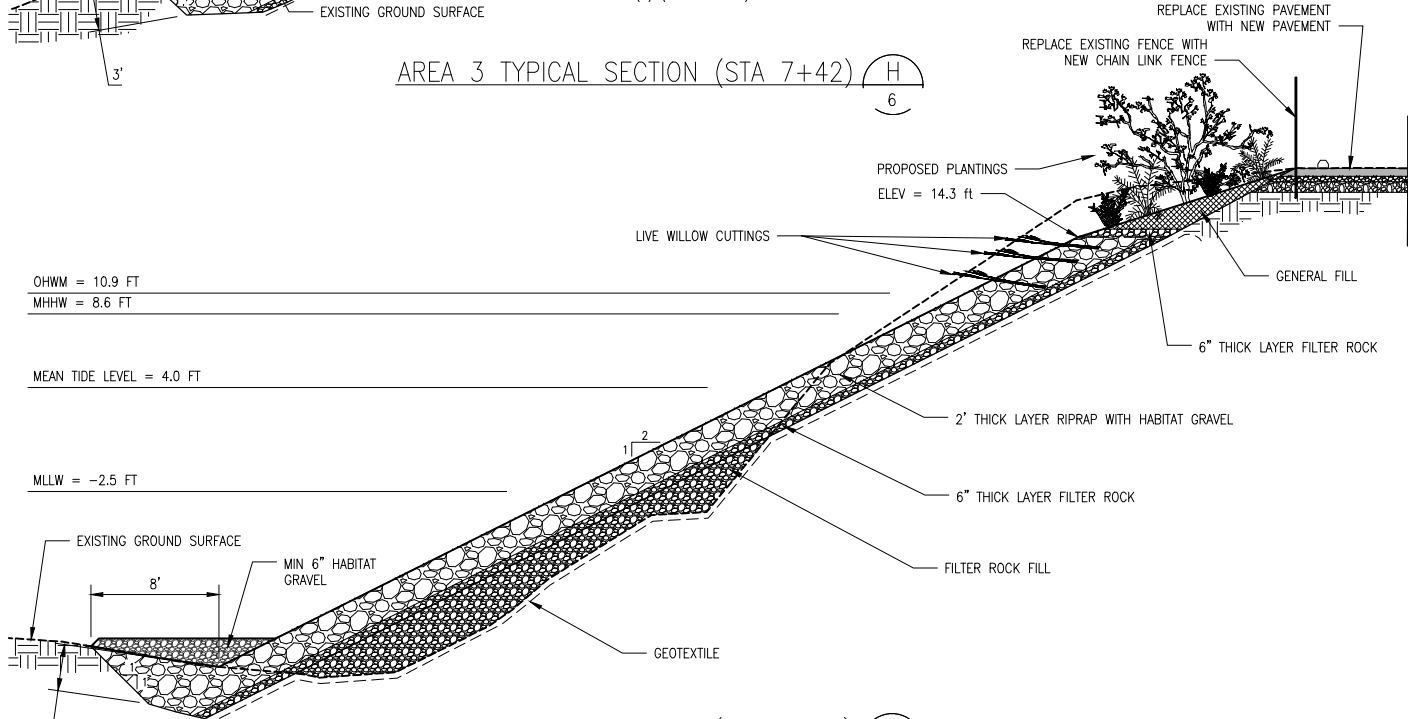 EXISTING GROUND SURFACE
3'
AREA 3 TYPICAL SECTION (STA 7+42)
H
6
REPLACE EXISTING PAVEMENT
WITH NEW PAVEMENT
REPLACE EXISTING FENCE WITH
NEW CHAIN LINK FENCE
PROPOSED PLANTINGS
ELEV = 14.3 ft
LIVE WILLOW CUTTINGS
GENERAL FILL
OHWM = 10.9 FT
MHHW = 8.6 FT
6" THICK LAYER FILTER ROCK
MEAN TIDE LEVEL = 4.0 FT
2' THICK LAYER RIPRAP WITH HABITAT GRAVEL
2
1
MLLW = -2.5 FT
6" THICK LAYER FILTER ROCK
EXISTING GROUND SURFACE
MIN 6" HABITAT
GRAVEL
8'
FILTER ROCK FILL
GEOTEXTILE
1
1